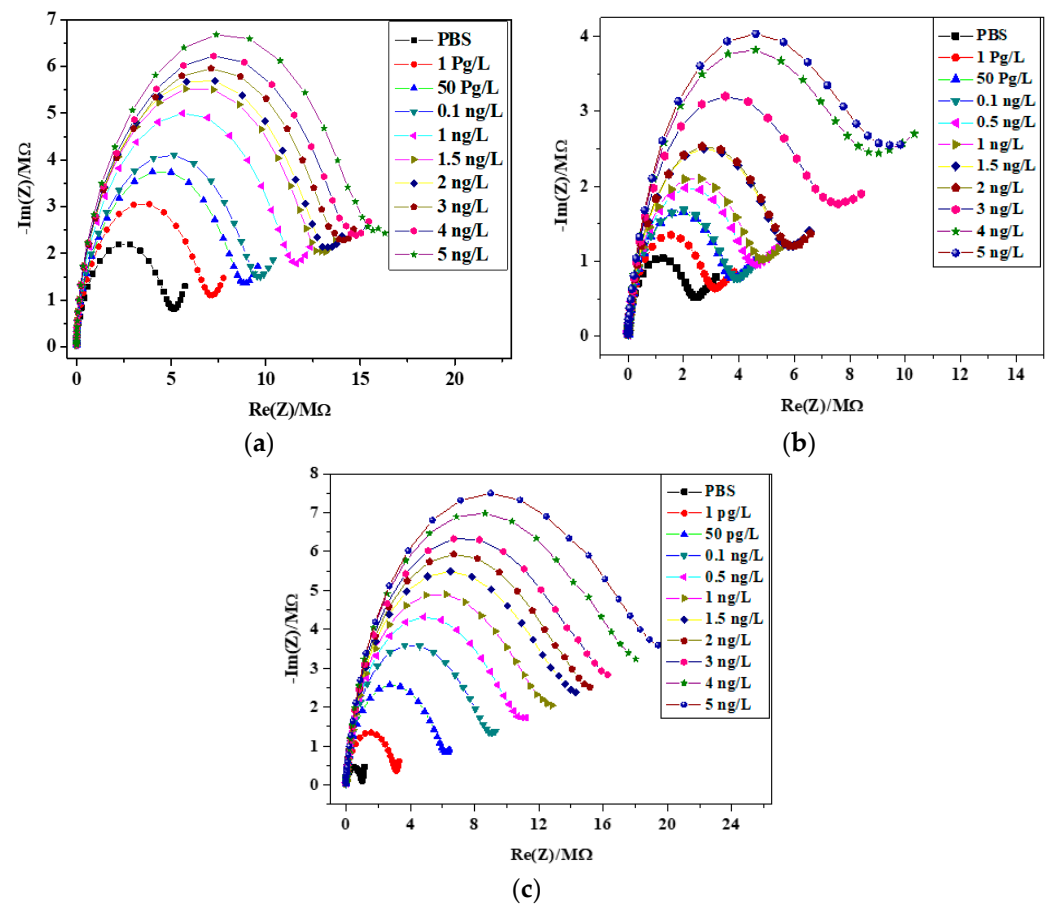 7
6
5
4
3
2
1
0
-Im(Z)/MΩ
0 5 10 15 20
Re(Z)/MΩ
PBS
1 Pg/L
50 Pg/L
0.1 ng/L
1 ng/L
1.5 ng/L
2 ng/L
3 ng/L
4 ng/L
5 ng/L
(a)
4
3
2
1
0
-Im(Z)/MΩ
0 2 4 6 8 10 12 14
Re(Z)/MΩ
PBS
1 Pg/L
50 Pg/L
0.1 ng/L
0.5 ng/L
1 ng/L
1.5 ng/L
2 ng/L
3 ng/L
4 ng/L
5 ng/L
(b)
8
7
6
5
4
3
2
1
0
-Im(Z)/MΩ
0 4 8 12 16 20 24
Re(Z)/MΩ
PBS
1 pg/L
50 pg/L
0.1 ng/L
0.5 ng/L
1 ng/L
1.5 ng/L
2 ng/L
3 ng/L
4 ng/L
5 ng/L
(c)